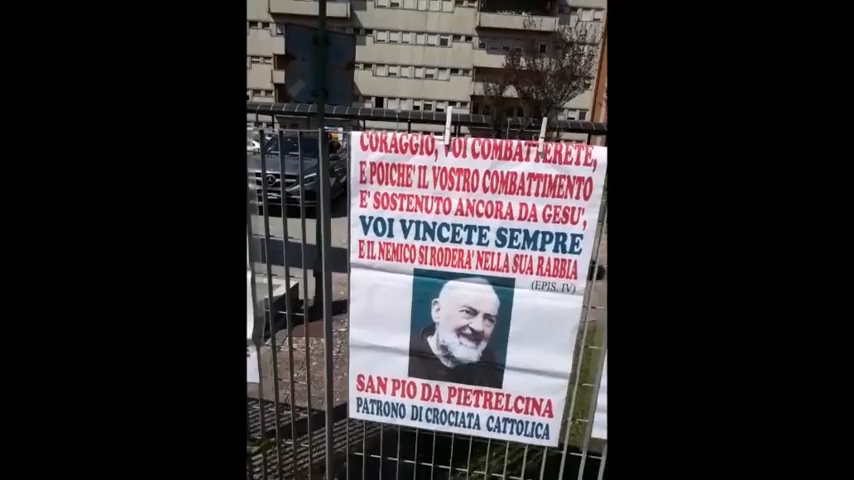 CORAGGIO, VOI COMBATTERETE,
E POICHE' IL VOSTRO COMBATTIMENTO
E' SOSTENUTO ANCORA DA GESU',
VOI VINCETE SEMPRE
E IL NEMICO SI RODERA' NELLA SUA RABBIA
(EPIS. IV)
SAN PIO DA PIETRELCINA
PATRONO DI CROCIATA CATTOLICA